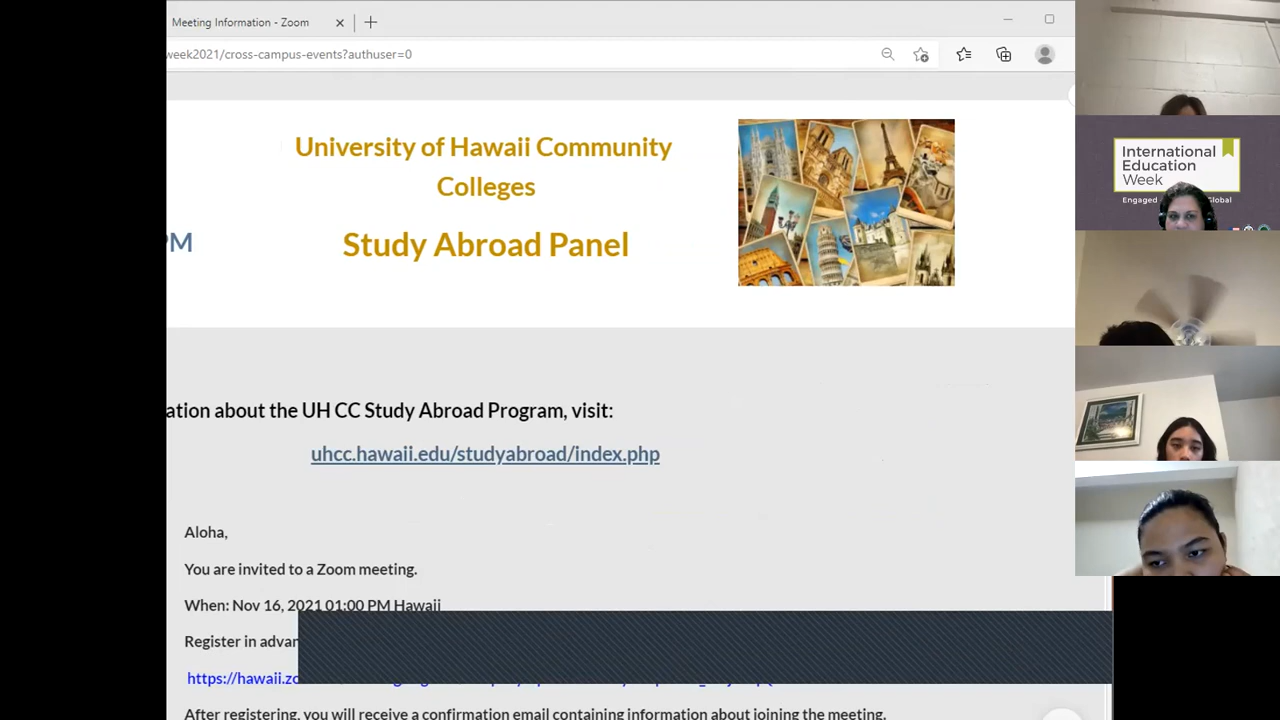 Meeting Information - Zoom
week2021/cross-campus-events?authuser=0
University of Hawaii Community
Colleges
PM
Study Abroad Panel
ation about the UH CC Study Abroad Program, visit:
uhcc.hawaii.edu/studyabroad/index.php
Aloha,
You are invited to a Zoom meeting.
When: Nov 16, 2021 01:00 PM Hawaii
Register in advan
https://hawaii.zo
After registering, you will receive a confirmation email containing information about joining the meeting.
International
Education
Week
Engaged
Global